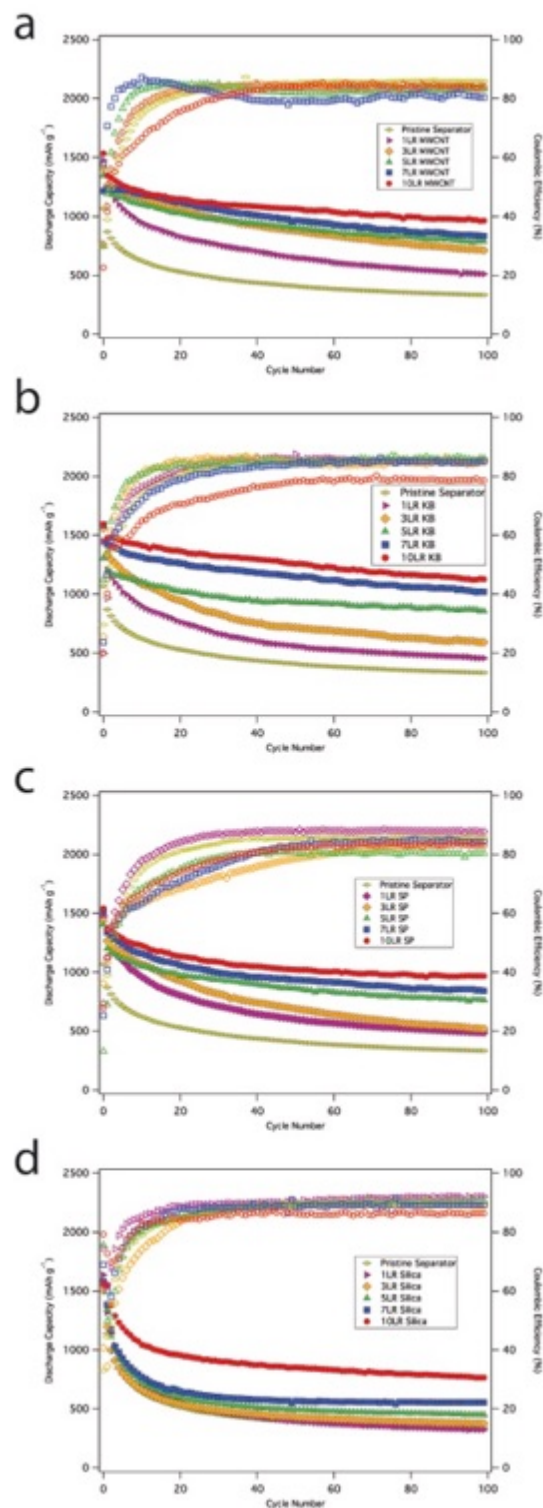 a
2500
2000
1500
1000
500
0
Discharge Capacity (mAh g⁻¹)
100
80
60
40
20
0
Coulombic Efficiency (%)
Pristine Separator
1LR MWCNT
3LR MWCNT
5LR MWCNT
7LR MWCNT
10LR MWCNT
0 20 40 60 80 100
Cycle Number
b
2500
2000
1500
1000
500
0
Discharge Capacity (mAh g⁻¹)
100
80
60
40
20
0
Coulombic Efficiency (%)
Pristine Separator
1LR KB
3LR KB
5LR KB
7LR KB
10LR KB
0 20 40 60 80 100
Cycle Number
c
2500
2000
1500
1000
500
0
Discharge Capacity (mAh g⁻¹)
100
80
60
40
20
0
Coulombic Efficiency (%)
Pristine Separator
1LR SP
3LR SP
5LR SP
7LR SP
10LR SP
0 20 40 60 80 100
Cycle Number
d
2500
2000
1500
1000
500
0
Discharge Capacity (mAh g⁻¹)
100
80
60
40
20
0
Coulombic Efficiency (%)
Pristine Separator
1LR Silica
3LR Silica
5LR Silica
7LR Silica
10LR Silica
0 20 40 60 80 100
Cycle Number